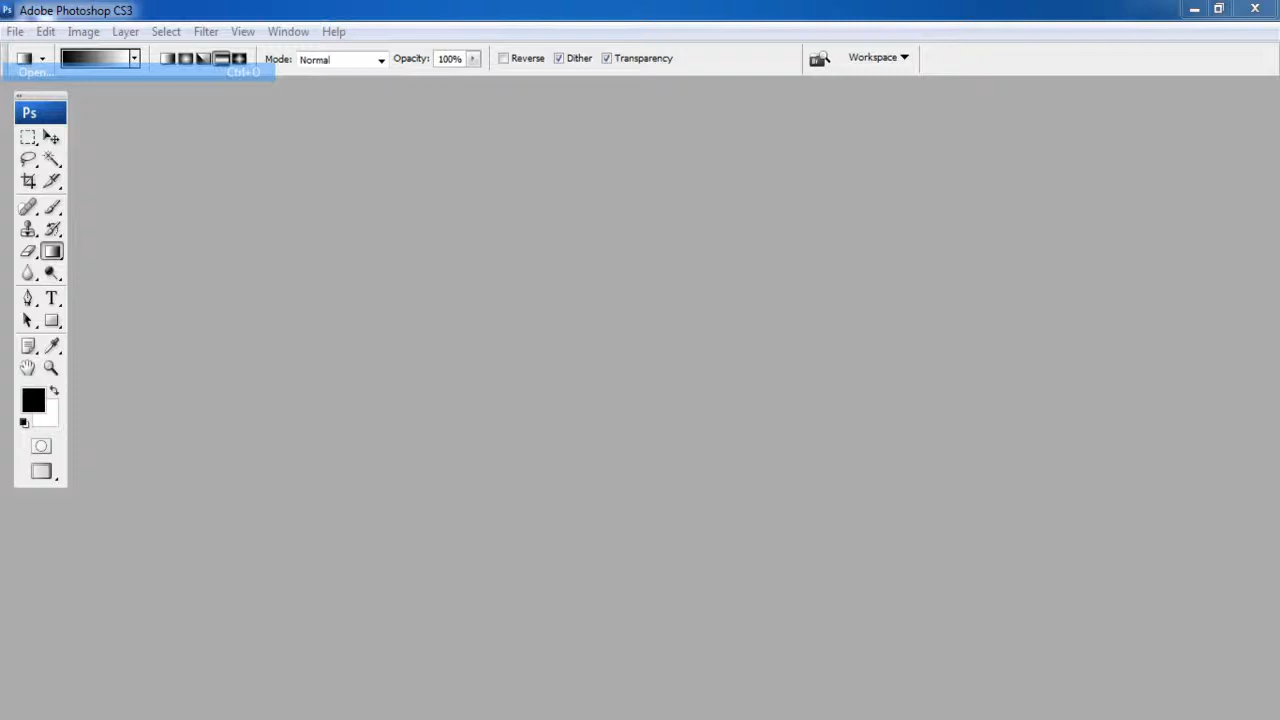 Ps Adobe Photoshop CS3
File Edit Image Layer Select Filter View Window Help
Mode: Normal Opacity: 100% Reverse Dither Transparency Workspace
Open... Ctrl+O
Ps
T